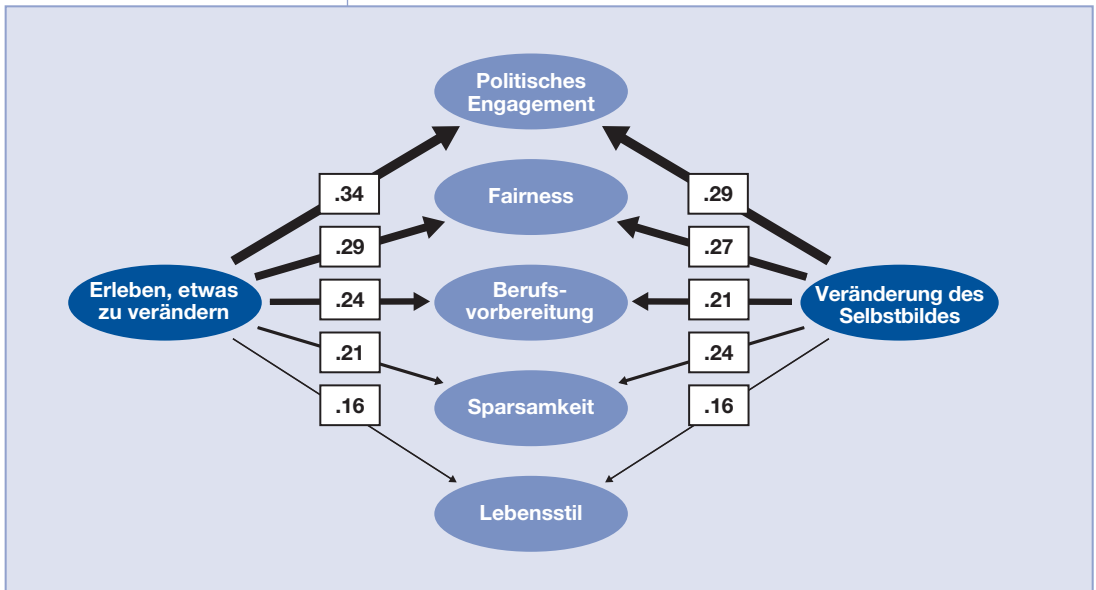 Politisches
Engagement
.34
Fairness
.29
.29
.27
Erleben, etwas
zu verändern
.24
Berufs-
vorbereitung
.21
Veränderung des
Selbstbildes
.21
.24
Sparsamkeit
.16
.16
Lebensstil